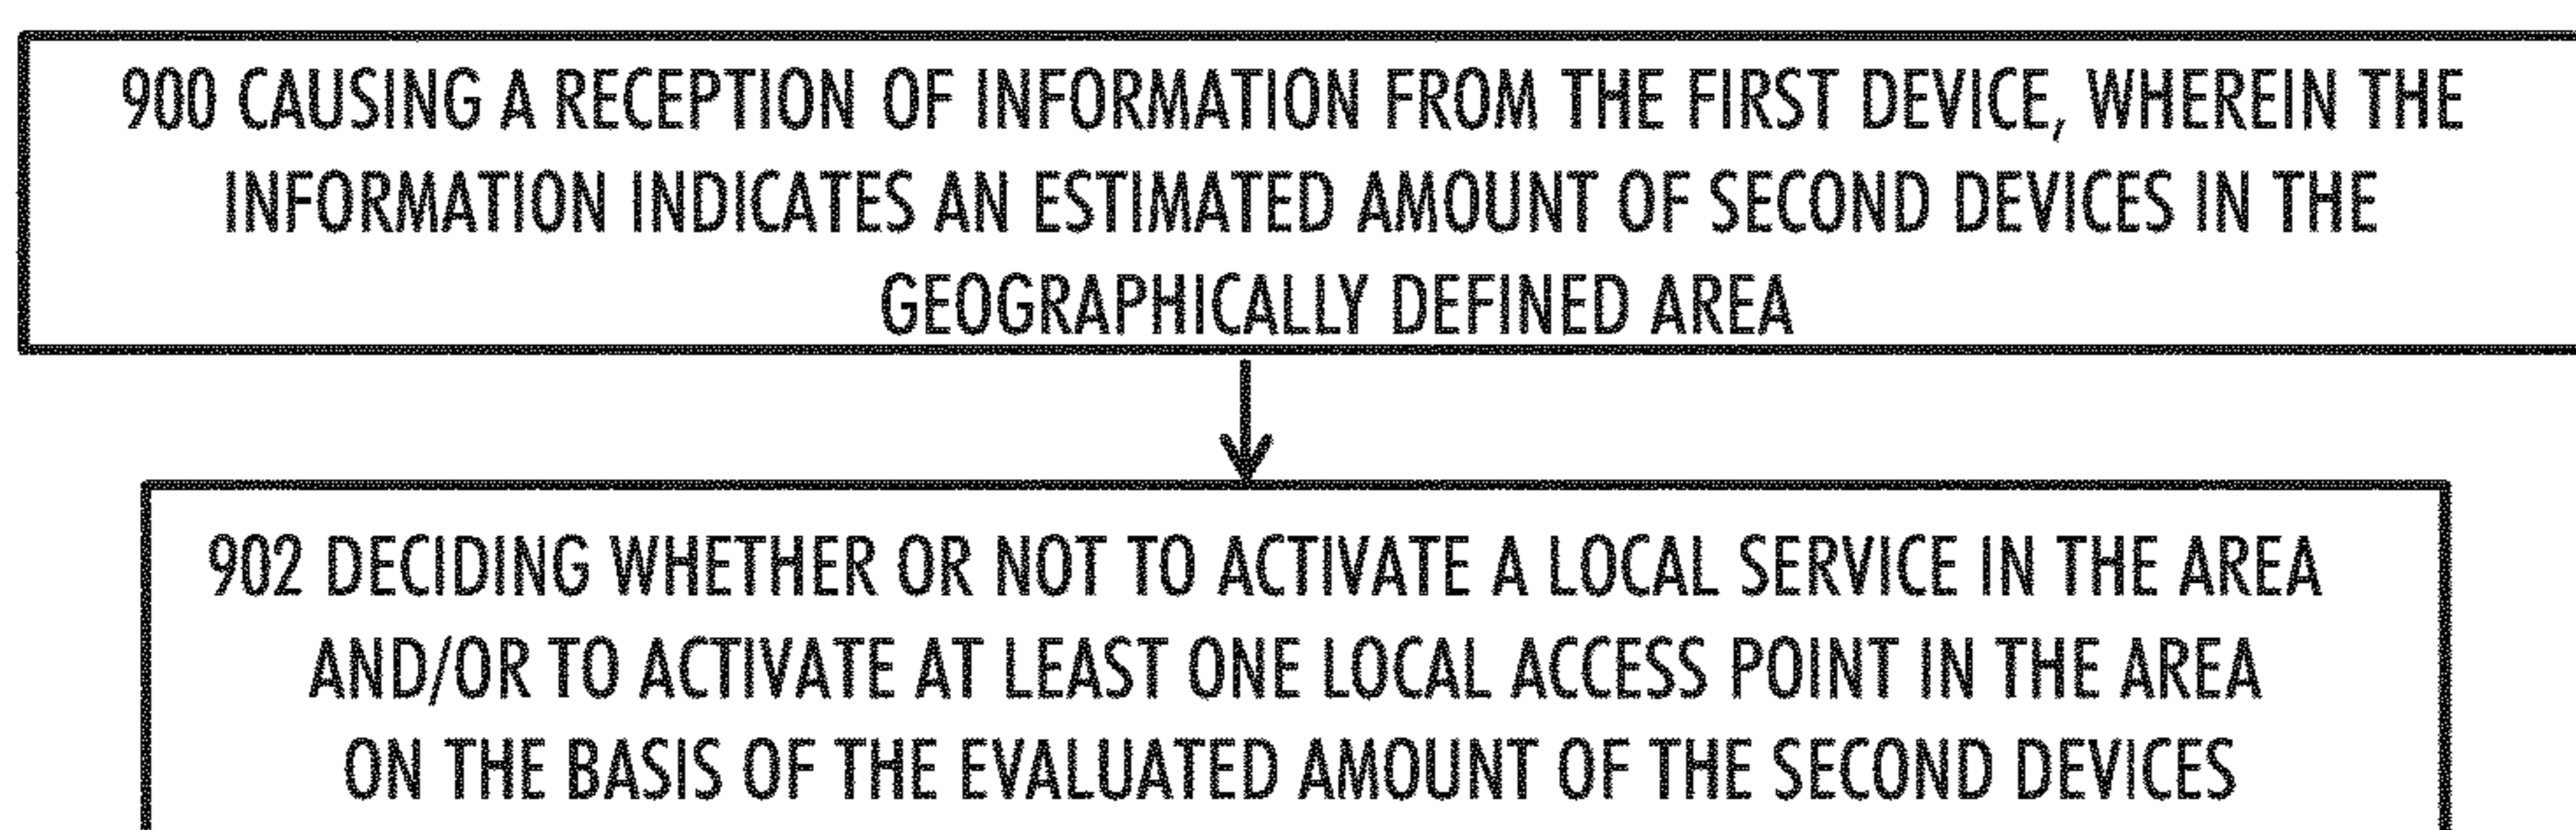 900 CAUSING A RECEPTION OF INFORMATION FROM THE FIRST DEVICE, WHEREIN THE
INFORMATION INDICATES AN ESTIMATED AMOUNT OF SECOND DEVICES IN THE
GEOGRAPHICALLY DEFINED AREA
902 DECIDING WHETHER OR NOT TO ACTIVATE A LOCAL SERVICE IN THE AREA
AND/OR TO ACTIVATE AT LEAST ONE LOCAL ACCESS POINT IN THE AREA
ON THE BASIS OF THE EVALUATED AMOUNT OF THE SECOND DEVICES